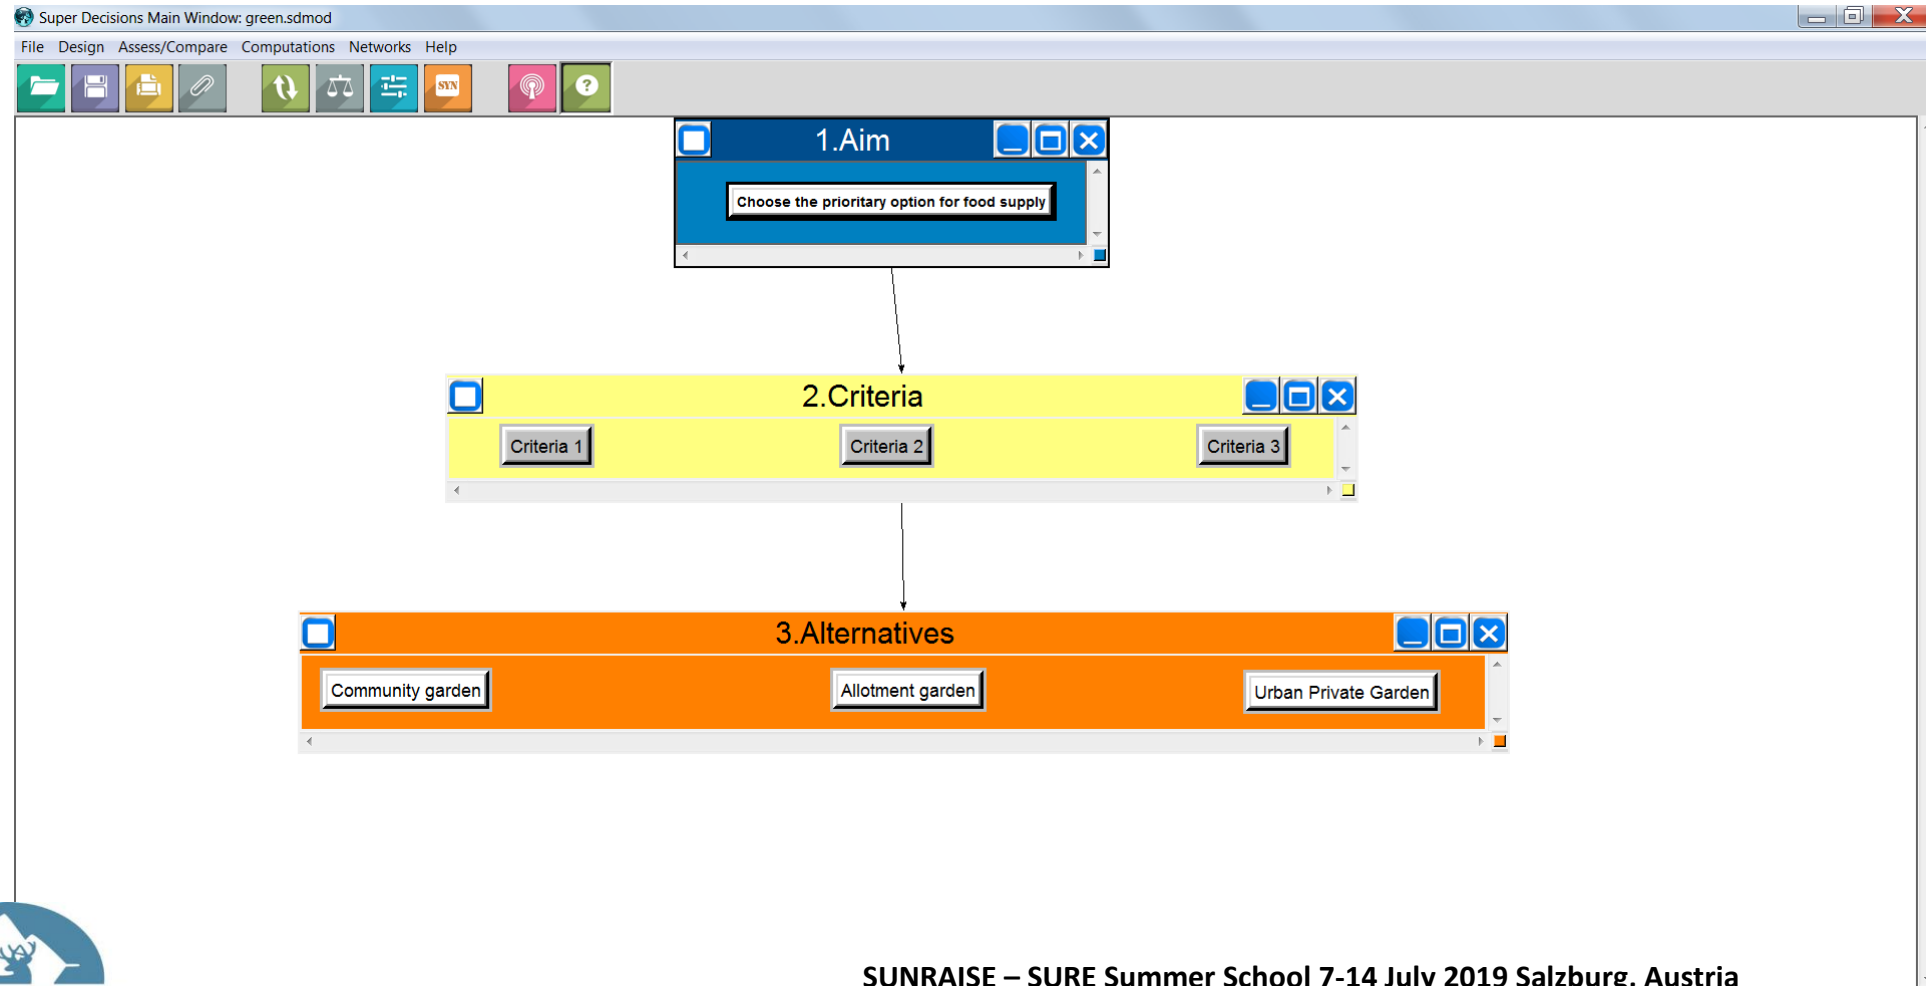 Super Decisions Main Window: green.sdmod
File Design Assess/Compare Computations Networks Help
SYN
?
1.Aim
Choose the prioritary option for food supply
2.Criteria
Criteria 1 Criteria 2 Criteria 3
3.Alternatives
Community garden Allotment garden Urban Private Garden
SUNRAISE – SURE Summer School 7-14 July 2019 Salzburg, Austria